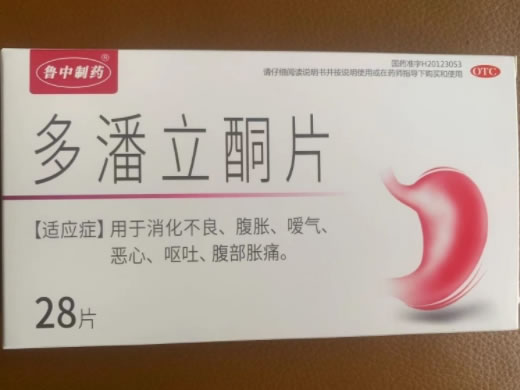 鲁中制药
国药准字H20123053
请仔细阅读说明书并按说明使用或在药师指导下购买和使用
OTC
多潘立酮片
【适应症】用于消化不良、腹胀、嗳气、
恶心、呕吐、腹部胀痛。
28片